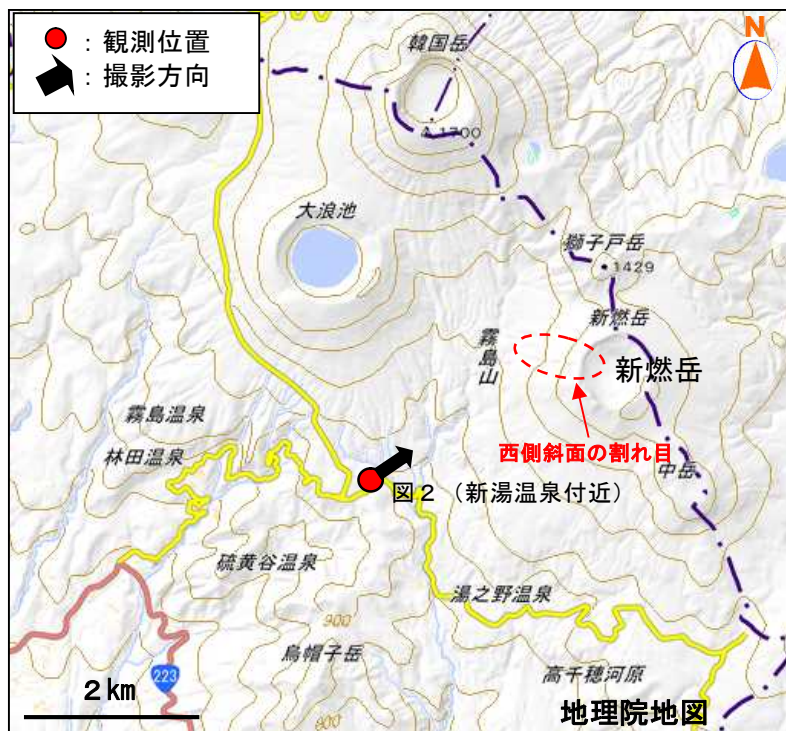 ：観測位置
：撮影方向
N
韓国岳
1700
大浪池
獅子戸岳
1429
新燃岳
霧島山
新燃岳
西側斜面の割れ目
中岳
霧島温泉
林田温泉
図２（新湯温泉付近）
硫黄谷温泉
湯之野温泉
900
烏帽子岳
223
高千穂河原
２km
800
地理院地図